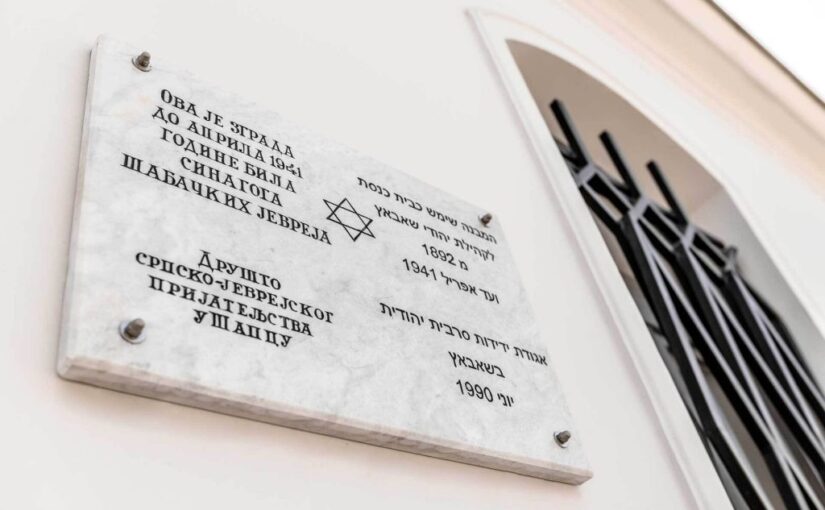 ОВА ЈЕ ЗГРАДА
ДО АПРИЛА 1941
ГОДИНЕ БИЛА
СИНАГОГА
ШАБАЧКИХ ЈЕВРЕЈА
ДРУШТО
СРПСКО-ЈЕВРЕЈСКОГ
ПРИЈАТЕЉСТВА
У ШАПЦУ
המבנה שימש כבית כנסת
לקהילת יהודי שאבאץ
מ 1892
ועד אפריל 1941
אגודת ידידות סרבית יהודית
בשאבאץ
יוני 1990